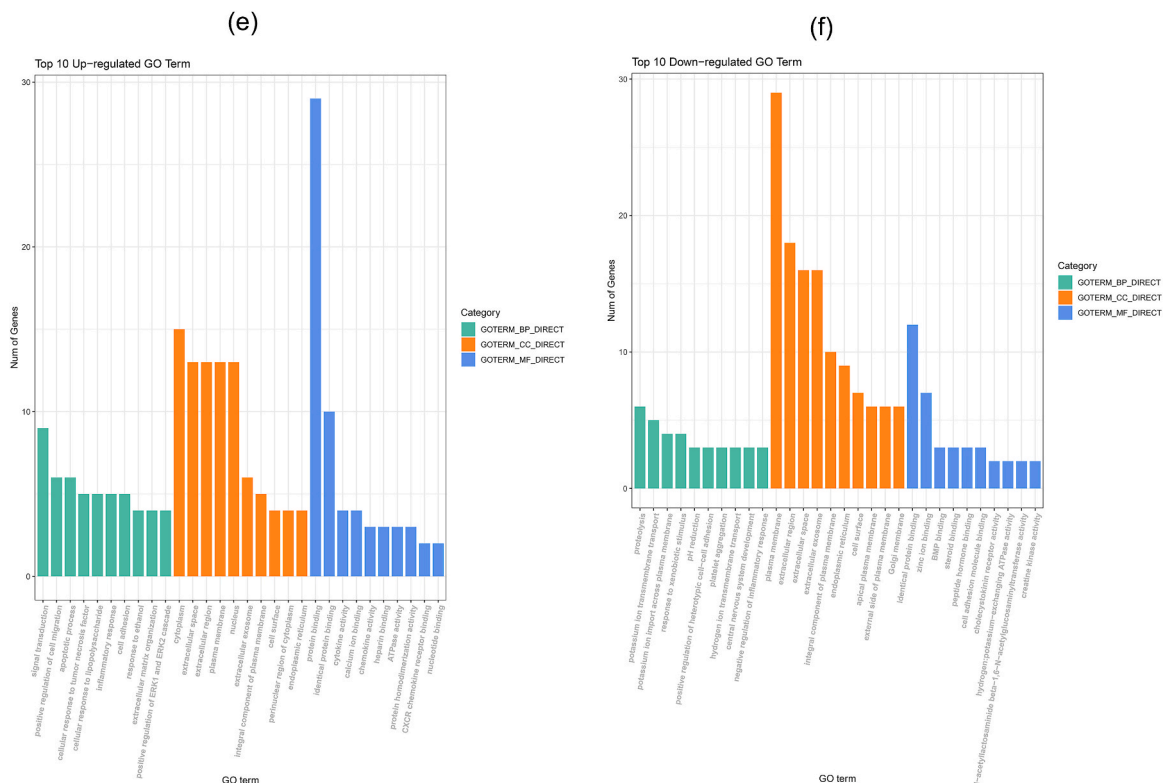 (e)
Top 10 Up-regulated GO Term
30
20
10
0
Num of Genes
signal transduction
positive regulation of cell migration
apoptotic process
cellular response to tumor necrosis factor
cellular response to lipopolysaccharide
inflammatory response
cell adhesion
response to ethanol
extracellular matrix organization
positive regulation of ERK1 and ERK2 cascade
cytoplasm
extracellular space
extracellular region
plasma membrane
nucleus
extracellular exosome
integral component of plasma membrane
cell surface
perinuclear region of cytoplasm
endoplasmic reticulum
protein binding
identical protein binding
cytokine activity
calcium ion binding
chemokine activity
heparin binding
ATPase activity
protein homodimerization activity
CXCR chemokine receptor binding
nucleotide binding
GO term
Category
GOTERM_BP_DIRECT
GOTERM_CC_DIRECT
GOTERM_MF_DIRECT
(f)
Top 10 Down-regulated GO Term
30
20
10
0
Num of Genes
proteolysis
potassium ion transmembrane transport
potassium ion import across plasma membrane
response to xenobiotic stimulus
pH reduction
positive regulation of heterotypic cell-cell adhesion
platelet aggregation
hydrogen ion transmembrane transport
central nervous system development
negative regulation of inflammatory response
plasma membrane
extracellular region
extracellular space
extracellular exosome
integral component of plasma membrane
endoplasmic reticulum
cell surface
apical plasma membrane
external side of plasma membrane
Golgi membrane
identical protein binding
zinc ion binding
BMP binding
steroid binding
peptide hormone binding
cell adhesion molecule binding
cholecystokinin receptor activity
hydrogen:potassium-exchanging ATPase activity
-acetyllactosaminide beta-1,6-N-acetylglucosaminyltransferase activity
creatine kinase activity
GO term
Category
GOTERM_BP_DIRECT
GOTERM_CC_DIRECT
GOTERM_MF_DIRECT